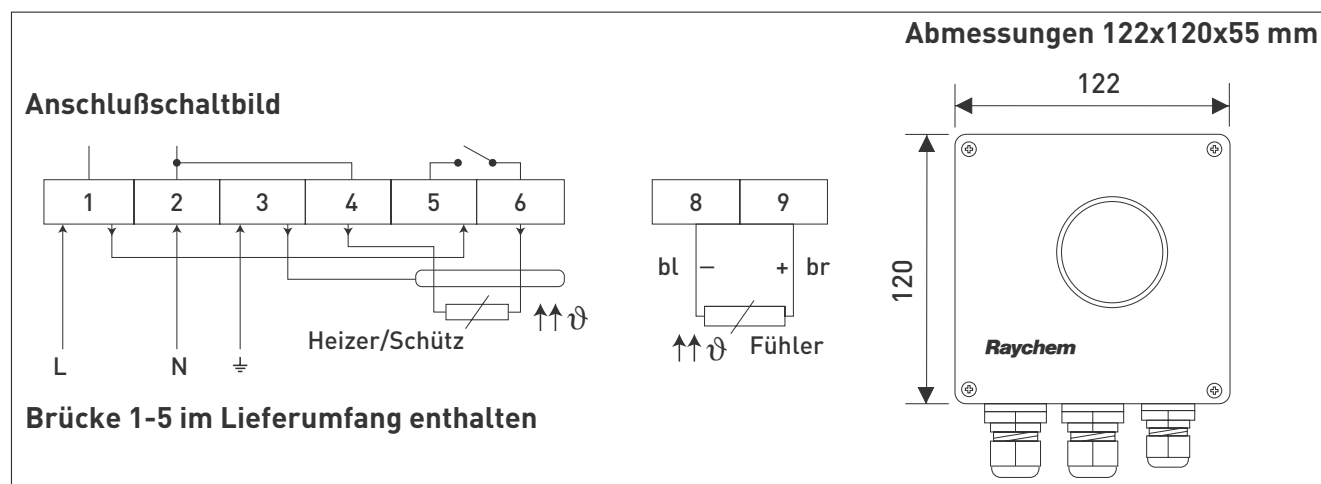 Abmessungen 122x120x55 mm
Anschlußschaltbild
122
1 2 3 4 5 6
8 9
bl – + br
120
Heizer/Schütz
ϑ
ϑ Fühler
Raychem
L N
Brücke 1-5 im Lieferumfang enthalten